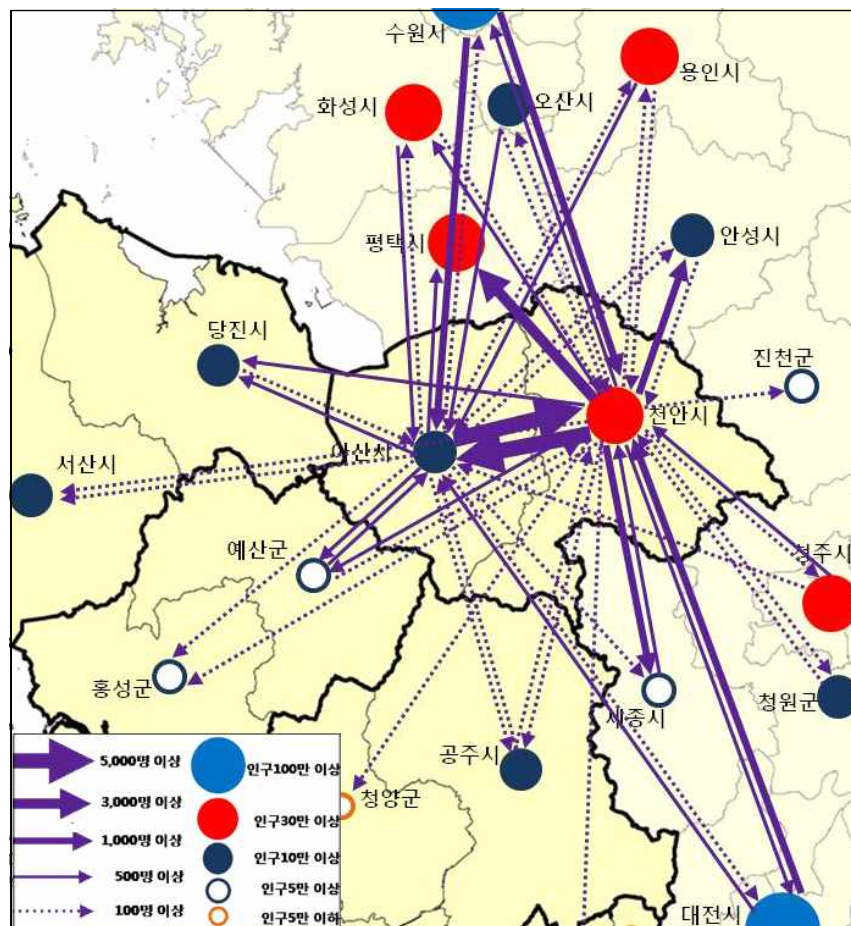 수원시
용인시
화성시
오산시
평택시
안성시
당진시
진천군
천안시
아산시
서산시
예산군
청주시
홍성군
세종시
청원군
공주시
청양군
대전시
5,000명 이상
인구100만 이상
3,000명 이상
인구30만 이상
1,000명 이상
인구10만 이상
500명 이상
인구5만 이상
100명 이상
인구5만 이하